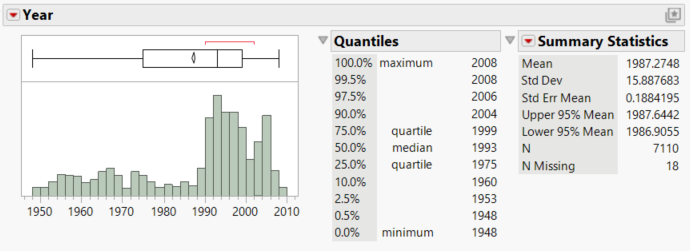 Year
1950 1960 1970 1980 1990 2000 2010
Quantiles
100.0% maximum 2008
99.5% 2008
97.5% 2006
90.0% 2004
75.0% quartile 1999
50.0% median 1993
25.0% quartile 1975
10.0% 1960
2.5% 1953
0.5% 1948
0.0% minimum 1948
Summary Statistics
Mean 1987.2748
Std Dev 15.887683
Std Err Mean 0.1884195
Upper 95% Mean 1987.6442
Lower 95% Mean 1986.9055
N 7110
N Missing 18